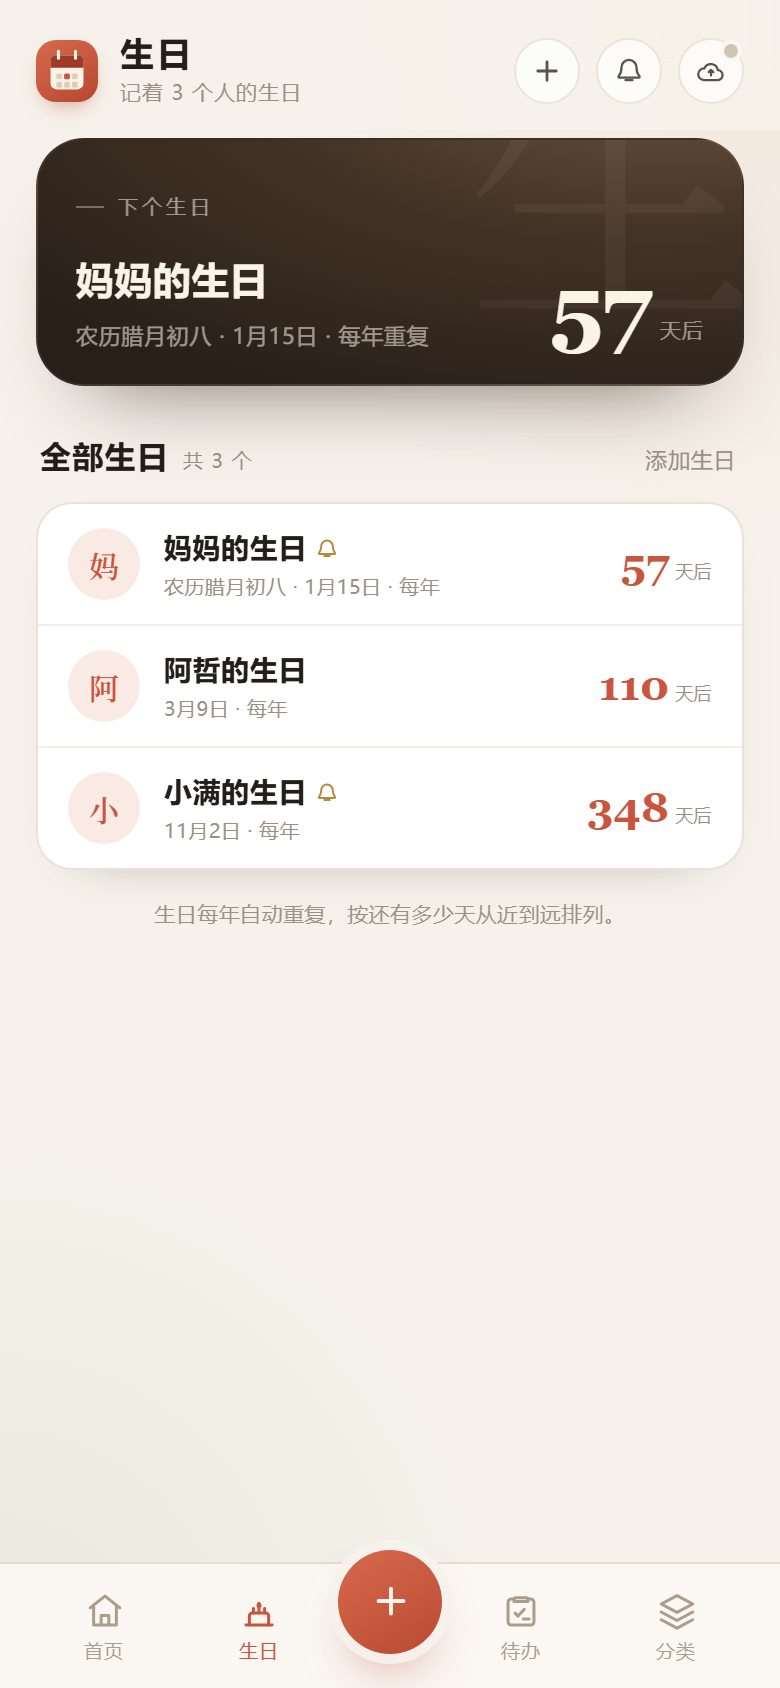 生日
记着 3 个人的生日
生
下个生日
妈妈的生日
农历腊月初八 · 1月15日 · 每年重复
57 天后
全部生日 共 3 个
添加生日
妈
妈妈的生日
农历腊月初八 · 1月15日 · 每年
57 天后
阿
阿哲的生日
3月9日 · 每年
110 天后
小
小满的生日
11月2日 · 每年
348 天后
生日每年自动重复，按还有多少天从近到远排列。
首页
生日
待办
分类